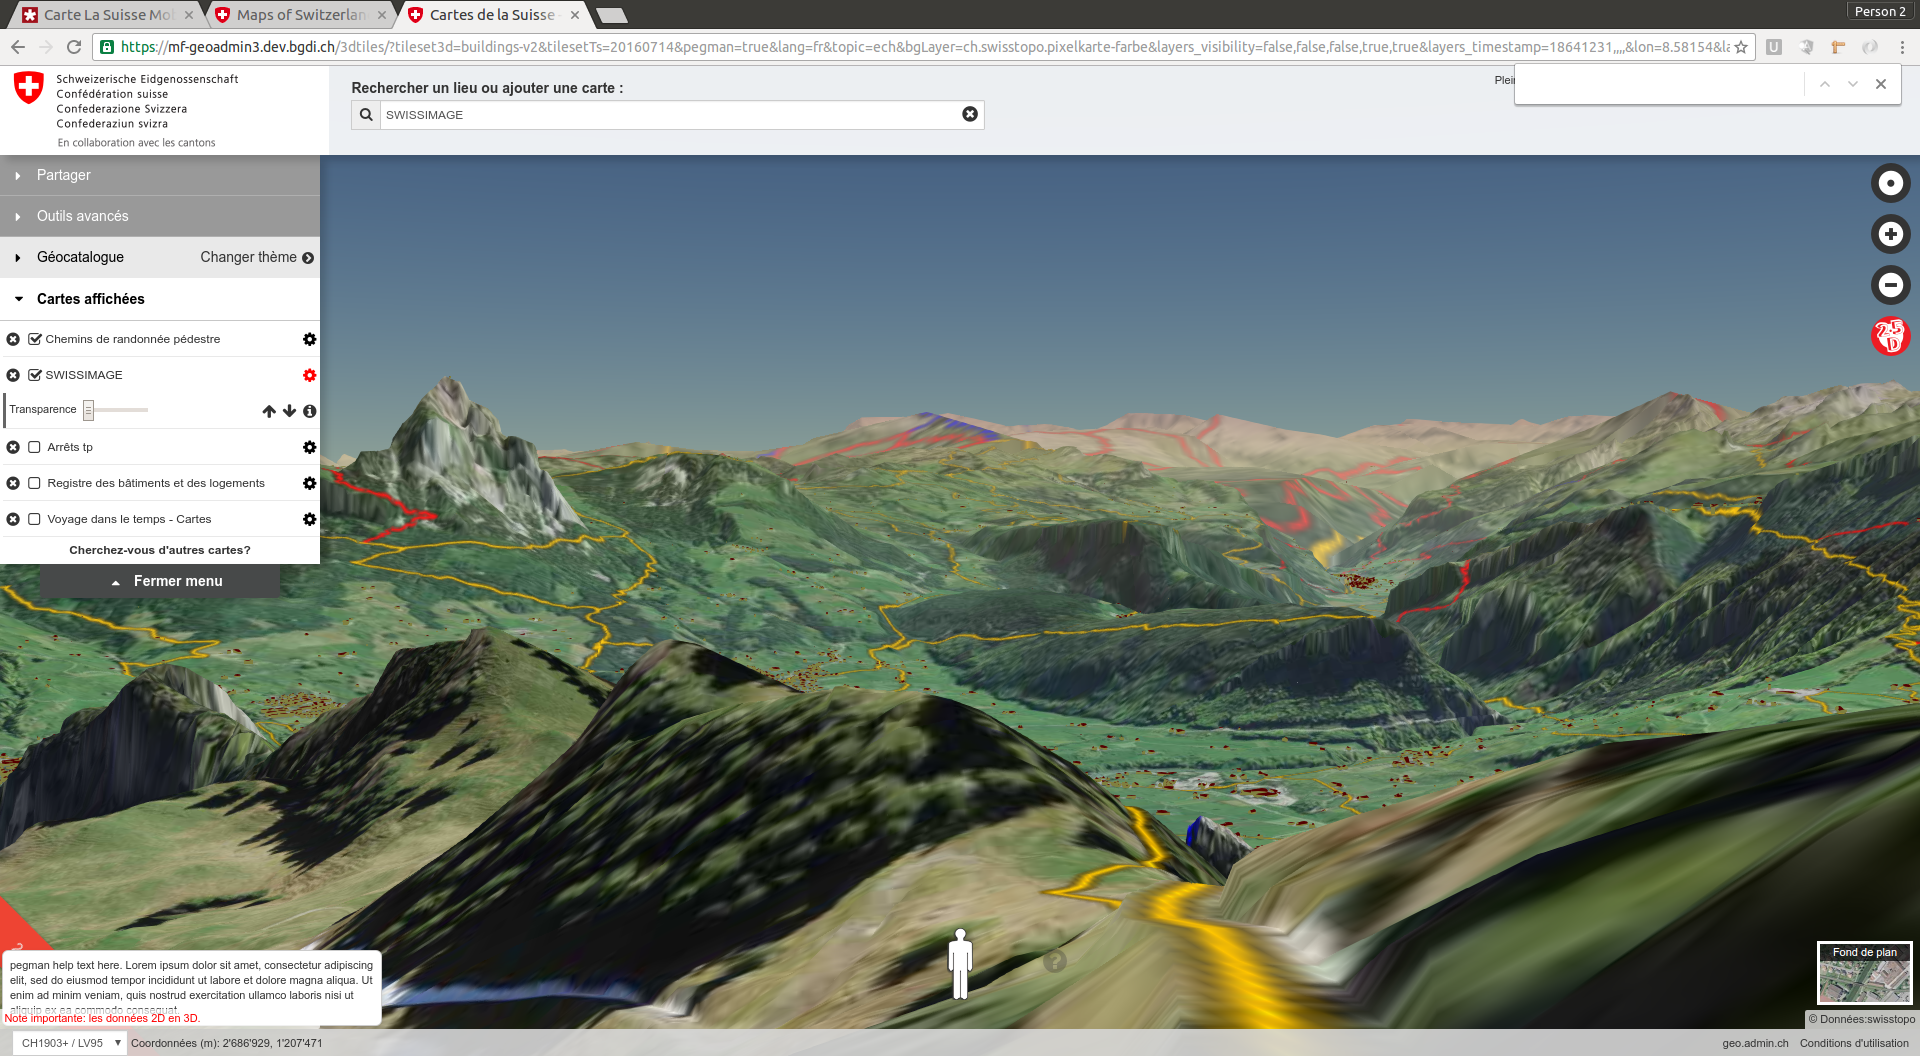 Carte La Suisse Mo
Maps of Switzerlan
Cartes de la Suisse
Person 2
https://mf-geoadmin3.dev.bgdi.ch/3dtiles/?tileset3d=buildings-v2&tilesetTs=20160714&pegman=true&lang=fr&topic=ech&bgLayer=ch.swisstopo.pixelkarte-farbe&layers_visibility=false,false,false,true,true&layers_timestamp=18641231,,,,&lon=8.58154&l
Schweizerische Eidgenossenschaft
Confédération suisse
Confederazione Svizzera
Confederaziun svizra
En collaboration avec les cantons
Rechercher un lieu ou ajouter une carte :
SWISSIMAGE
Plei
Partager
Outils avancés
Géocatalogue
Changer thème
Cartes affichées
Chemins de randonnée pédestre
SWISSIMAGE
Transparence
Arrêts tp
Registre des bâtiments et des logements
Voyage dans le temps - Cartes
Cherchez-vous d'autres cartes?
Fermer menu
25
D
pegman help text here. Lorem ipsum dolor sit amet, consectetur adipiscing
elit, sed do eiusmod tempor incididunt ut labore et dolore magna aliqua. Ut
enim ad minim veniam, quis nostrud exercitation ullamco laboris nisi ut
aliquip ex ea commodo consequat.
Note importante: les données 2D en 3D.
?
Fond de plan
© Données:swisstopo
CH1903+ / LV95
Coordonnées (m): 2'686'929, 1'207'471
geo.admin.ch
Conditions d'utilisation